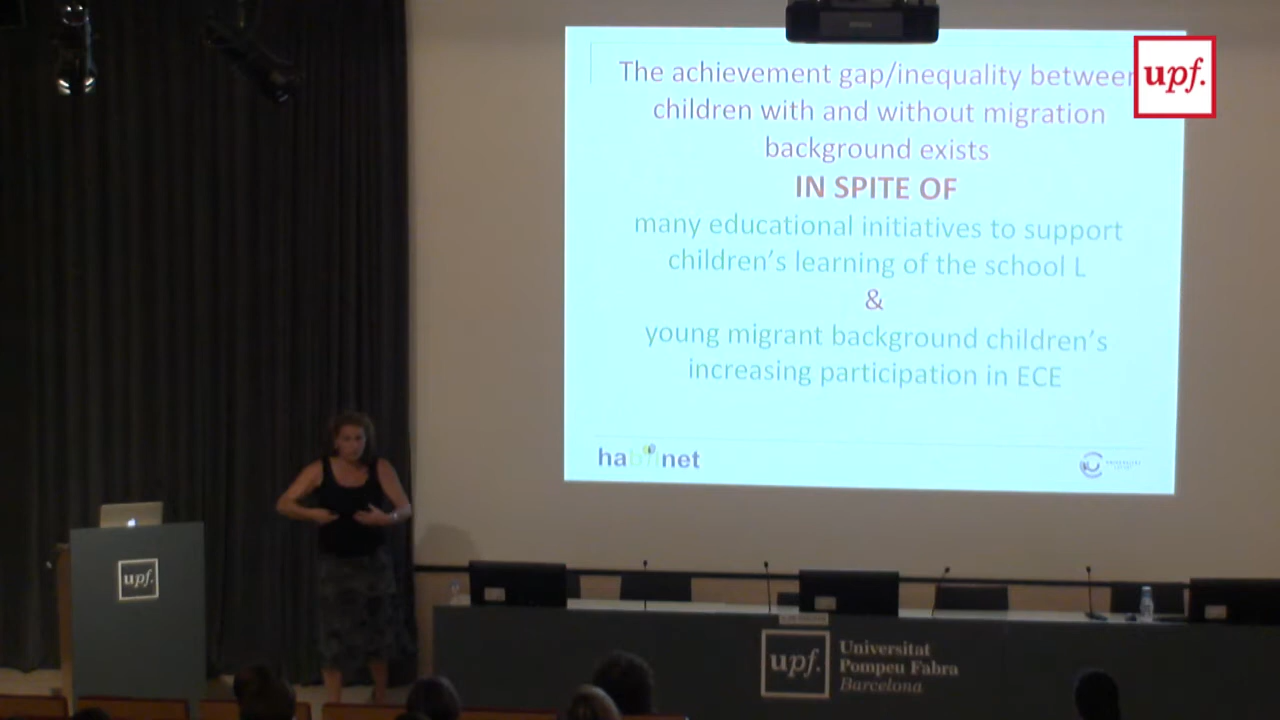 The achievement gap/inequality between
children with and without migration
background exists
IN SPITE OF
many educational initiatives to support
children's learning of the school L
&
young migrant background children's
increasing participation in ECE
habilnet
upf.
upf.
upf.
Universitat
Pompeu Fabra
Barcelona